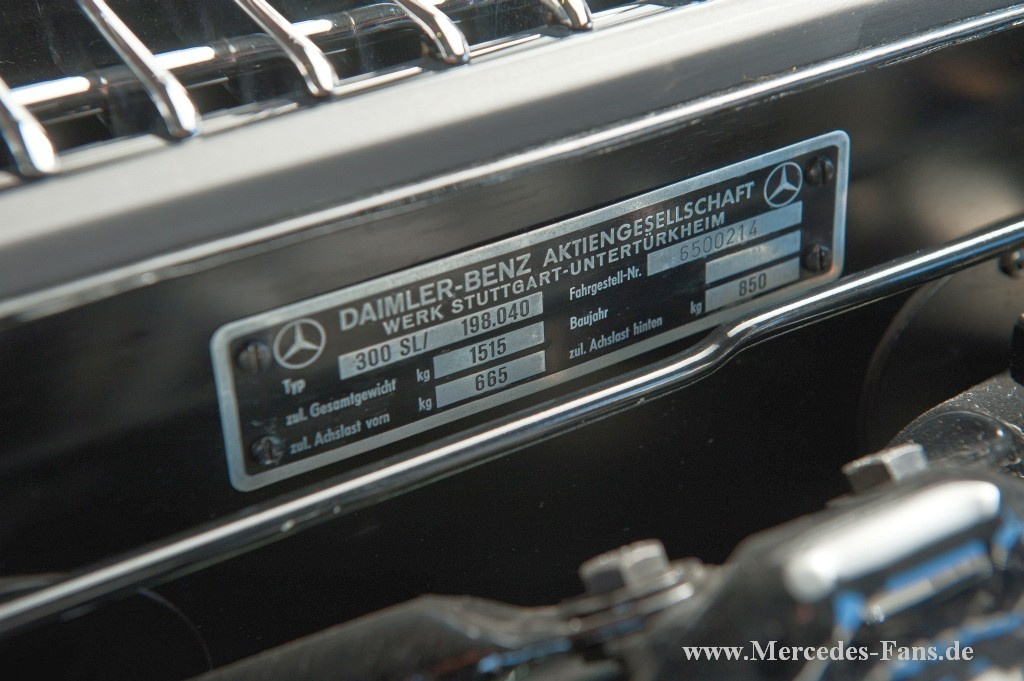 DAIMLER-BENZ AKTIENGESELLSCHAFT
WERK STUTTGART-UNTERTÜRKHEIM
Typ 300 SL/ 198.040 Fahrgestell-Nr. 6500214
zul. Gesamtgewicht kg 1515 Baujahr
zul. Achslast vorn kg 665 zul. Achslast hinten kg 850
www.Mercedes-Fans.de